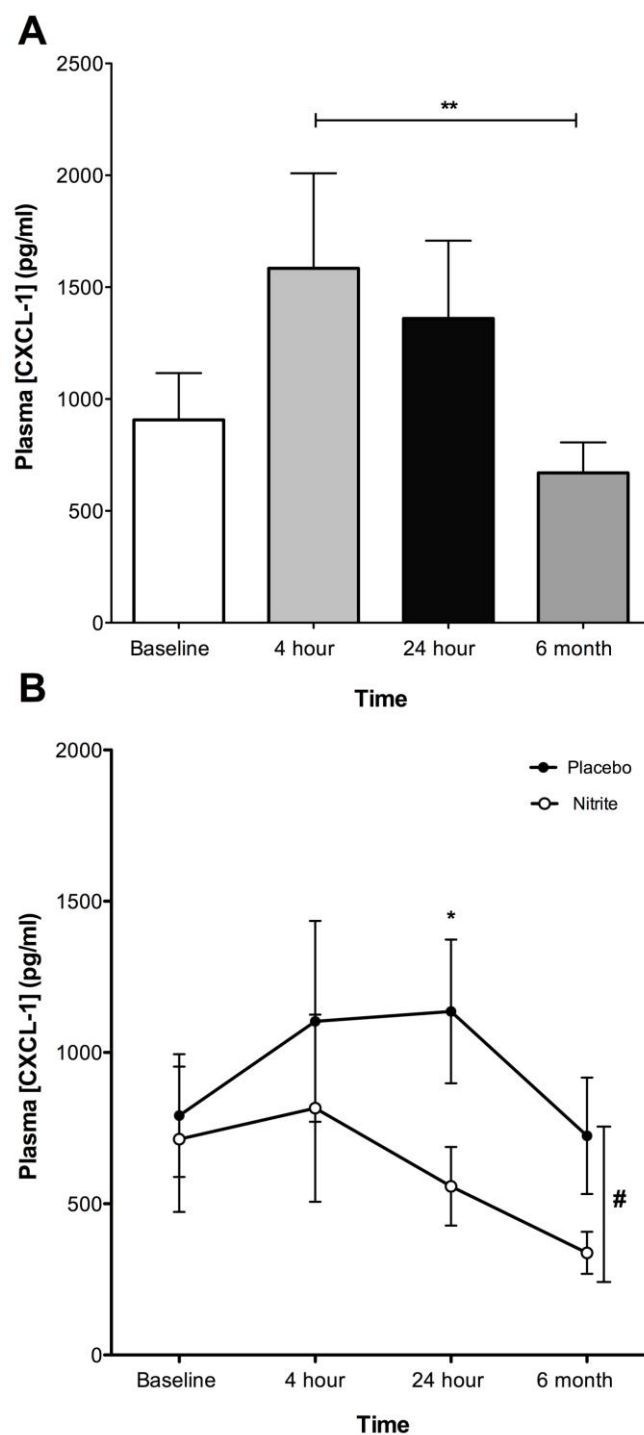 A
Plasma [CXCL-1] (pg/ml)
2500
2000
1500
1000
500
0
**
Baseline 4 hour 24 hour 6 month
Time
B
Plasma [CXCL-1] (pg/ml)
2000
1500
1000
500
0
Placebo
Nitrite
*
#
Baseline 4 hour 24 hour 6 month
Time